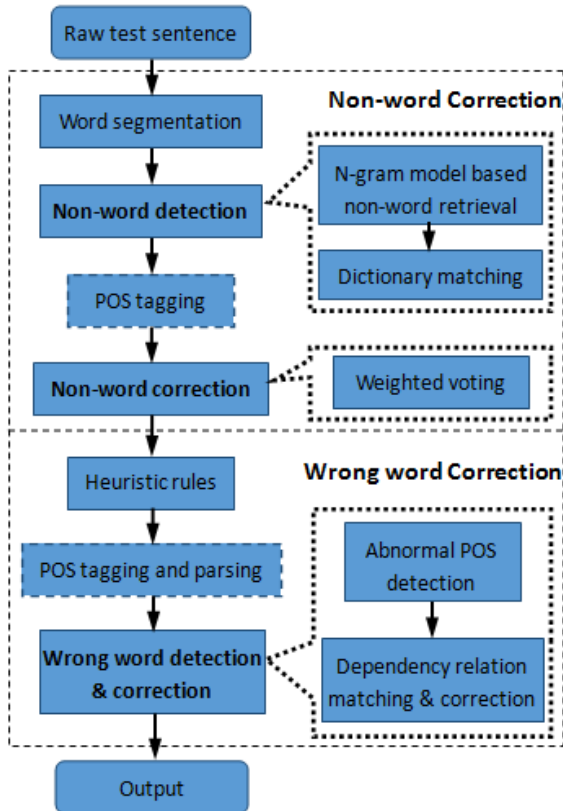 Raw test sentence
Non-word Correction
Word segmentation
N-gram model based
non-word retrieval
Non-word detection
Dictionary matching
POS tagging
Weighted voting
Non-word correction
Wrong word Correction
Heuristic rules
Abnormal POS
detection
POS tagging and parsing
Wrong word detection
& correction
Dependency relation
matching & correction
Output